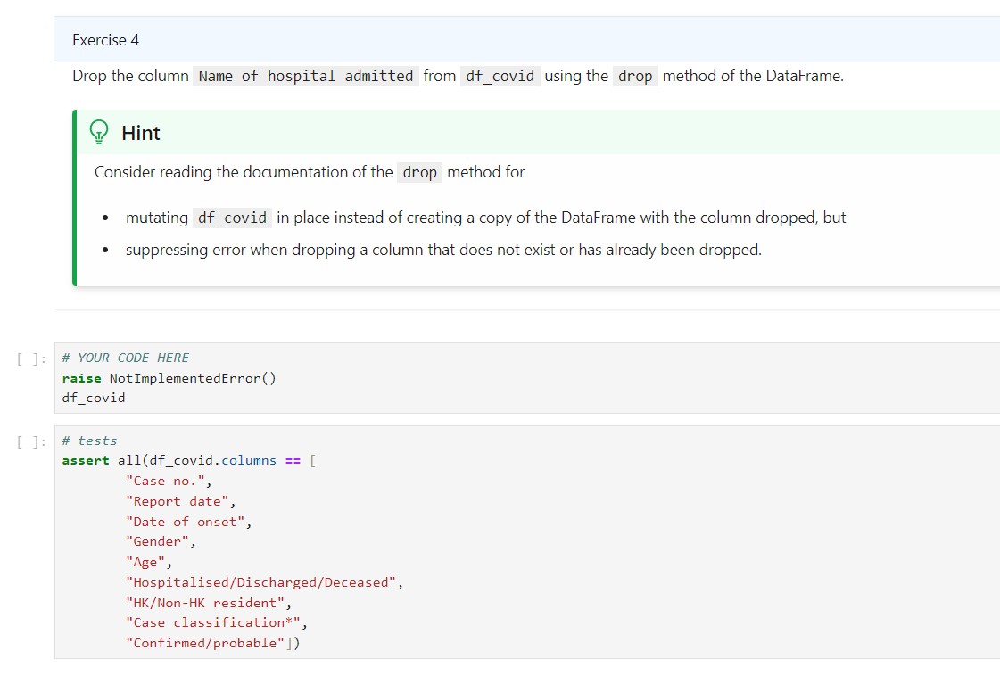 Exercise 4
Drop the column Name of hospital admitted from df_covid using the drop method of the DataFrame.
Hint
Consider reading the documentation of the drop method for
• mutating df_covid in place instead of creating a copy of the DataFrame with the column dropped, but
• suppressing error when dropping a column that does not exist or has already been dropped.
[ ]: # YOUR CODE HERE
raise NotImplementedError()
df_covid
[ ]: # tests
assert all(df_covid.columns == [
"Case no.",
"Report date",
"Date of onset",
"Gender",
"Age",
"Hospitalised/Discharged/Deceased",
"HK/Non-HK resident",
"Case classification*",
"Confirmed/probable"])